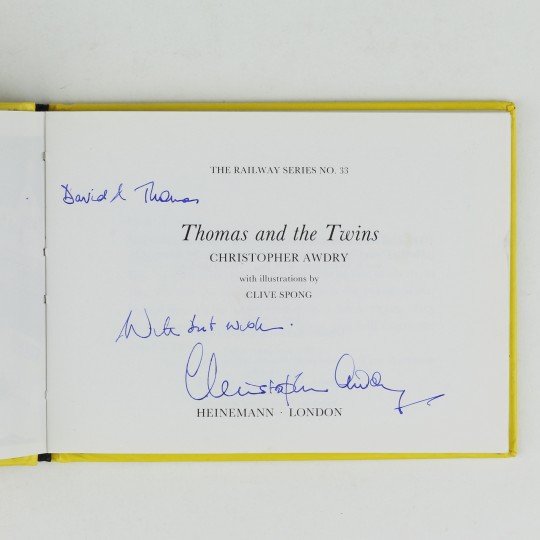 THE RAILWAY SERIES NO. 33
David & Thomas
Thomas and the Twins
CHRISTOPHER AWDRY
with illustrations by
CLIVE SPONG
With best wishes.
Christopher Awdry
HEINEMANN · LONDON